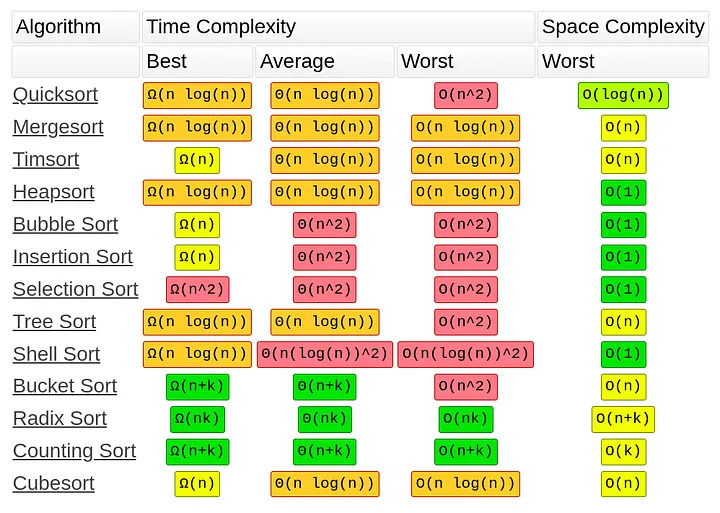 Algorithm Time Complexity Space Complexity
Best Average Worst Worst
Quicksort Ω(n log(n)) Θ(n log(n)) O(n^2) O(log(n))
Mergesort Ω(n log(n)) Θ(n log(n)) O(n log(n)) O(n)
Timsort Ω(n) Θ(n log(n)) O(n log(n)) O(n)
Heapsort Ω(n log(n)) Θ(n log(n)) O(n log(n)) O(1)
Bubble Sort Ω(n) Θ(n^2) O(n^2) O(1)
Insertion Sort Ω(n) Θ(n^2) O(n^2) O(1)
Selection Sort Ω(n^2) Θ(n^2) O(n^2) O(1)
Tree Sort Ω(n log(n)) Θ(n log(n)) O(n^2) O(n)
Shell Sort Ω(n log(n)) Θ(n(log(n))^2) O(n(log(n))^2) O(1)
Bucket Sort Ω(n+k) Θ(n+k) O(n^2) O(n)
Radix Sort Ω(nk) Θ(nk) O(nk) O(n+k)
Counting Sort Ω(n+k) Θ(n+k) O(n+k) O(k)
Cubesort Ω(n) Θ(n log(n)) O(n log(n)) O(n)